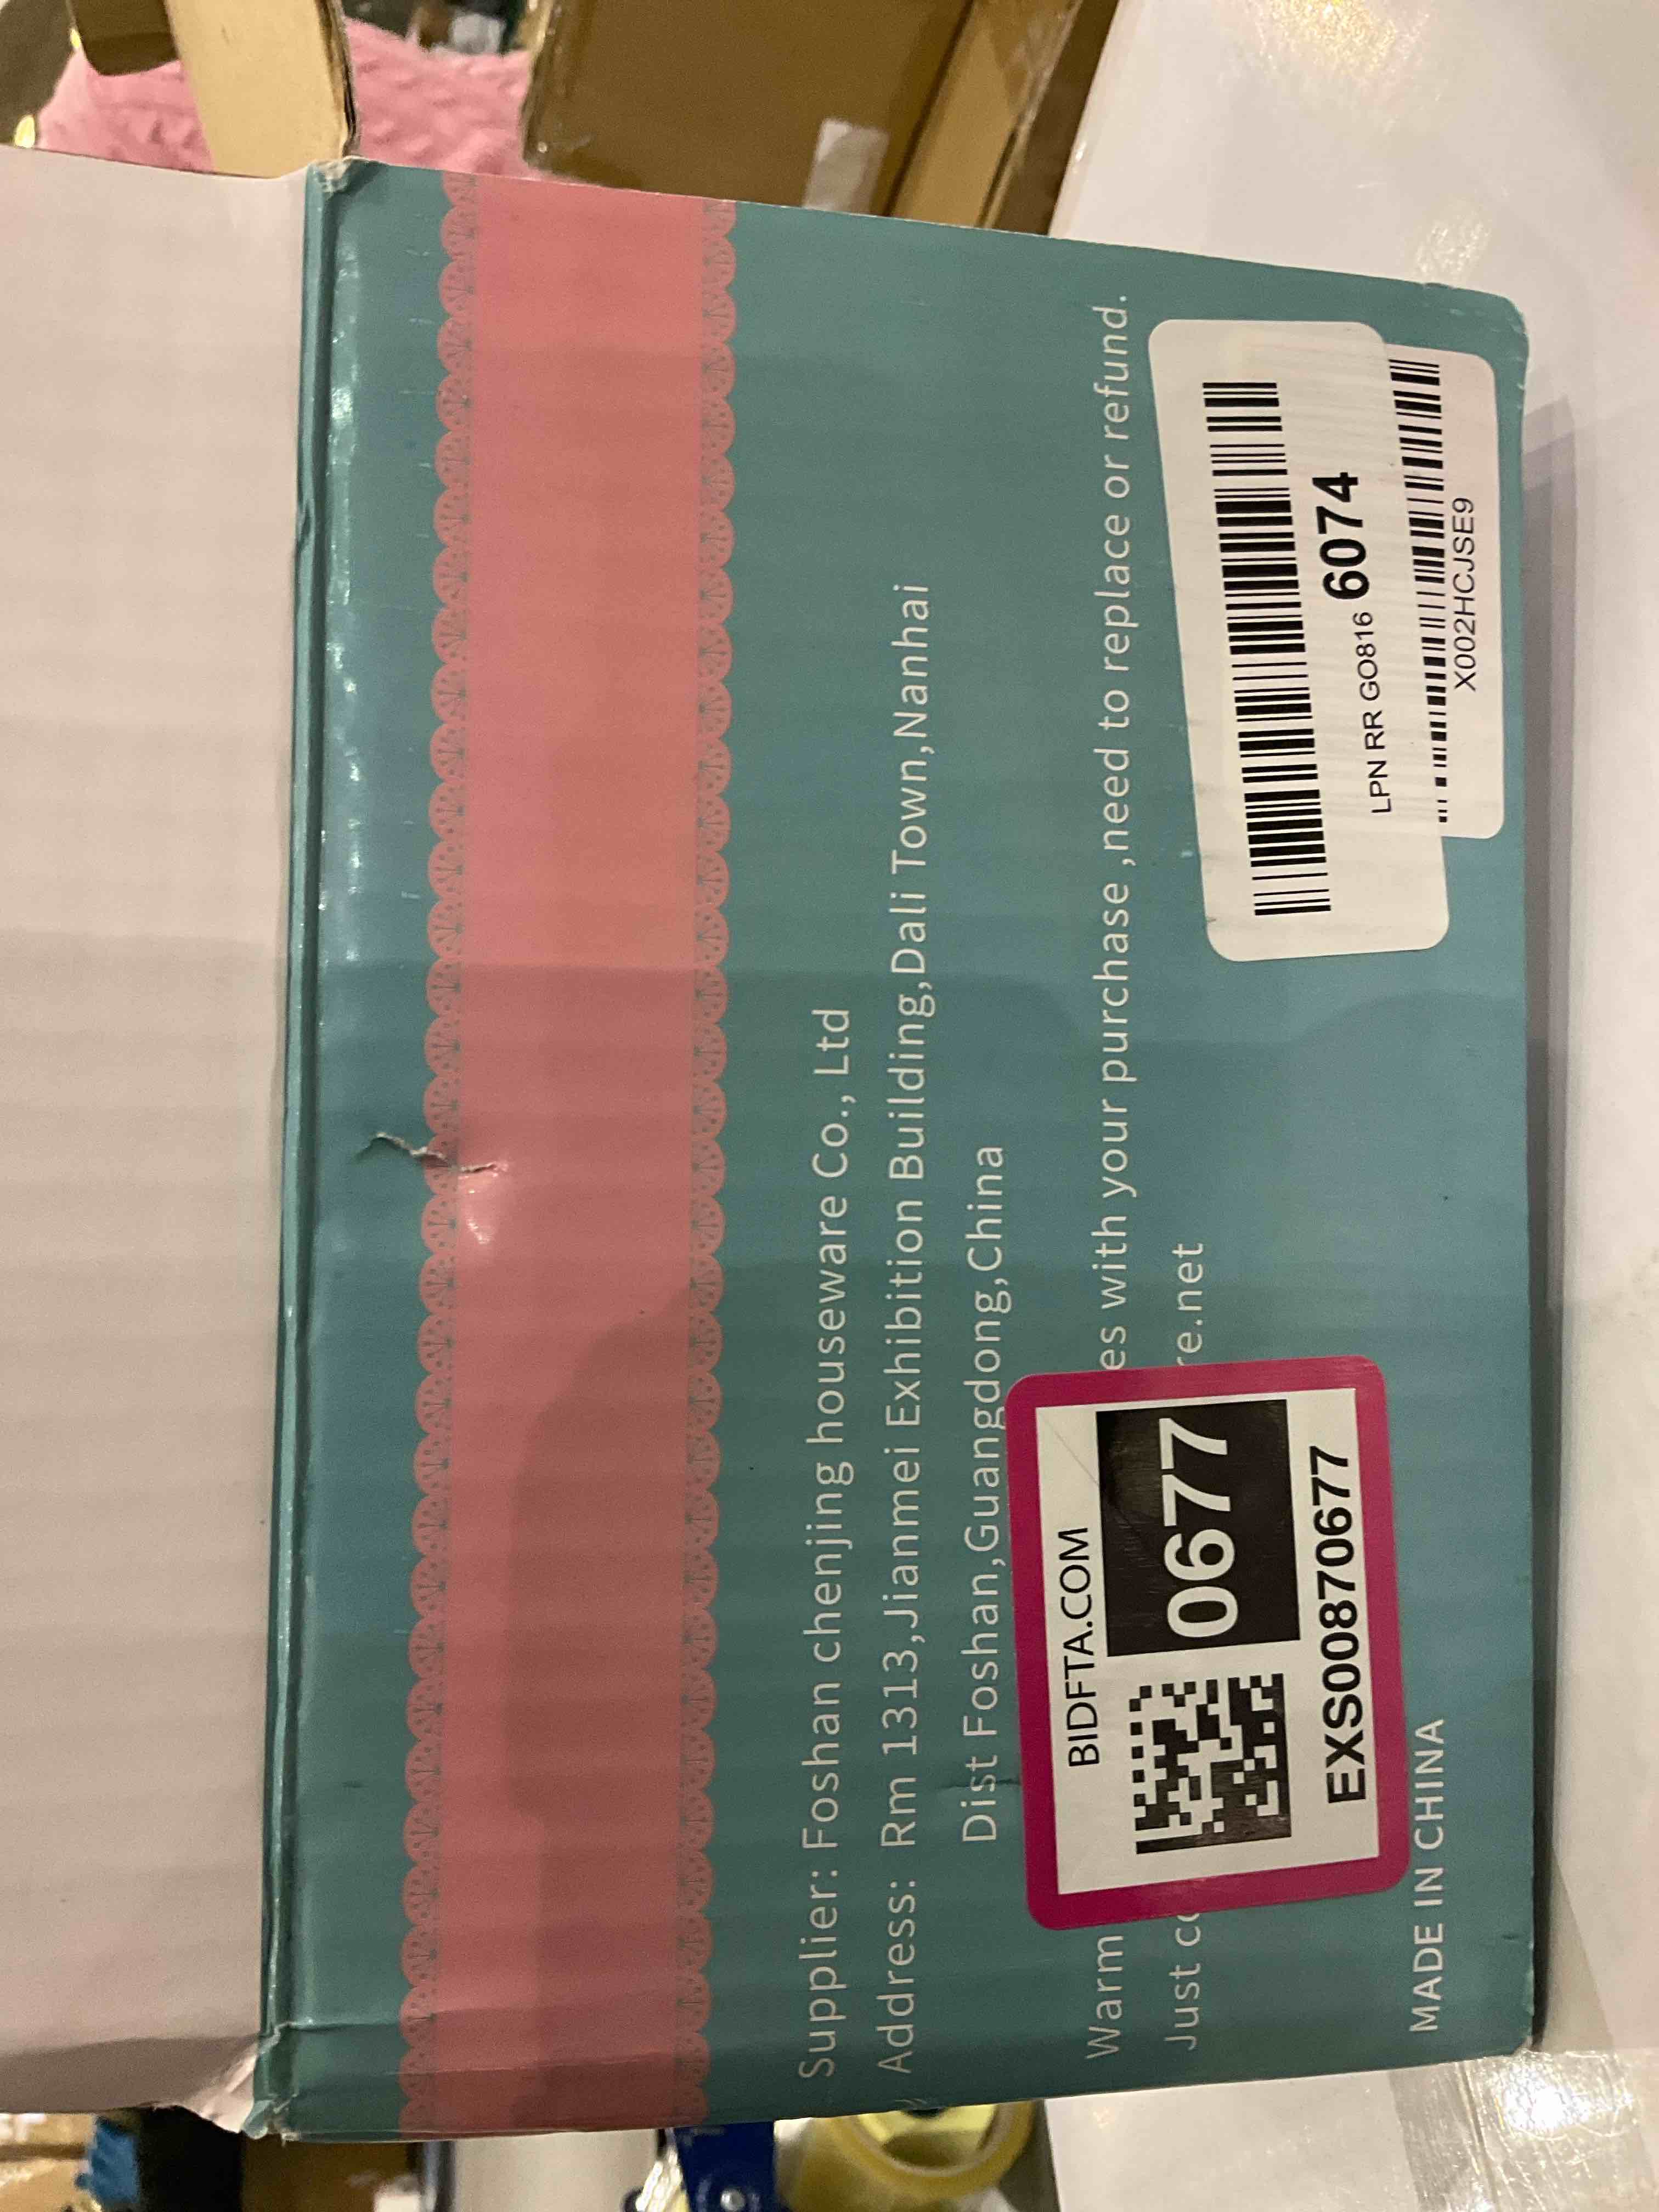 Supplier: Foshan chenjing houseware Co., Ltd
Address: Rm 1313,Jianmei Exhibition Building,Dali Town,Nanhai
Dist Foshan,Guangdong,China
Warm es with your purchase ,need to replace or refund.
Just co re.net
MADE IN CHINA
BIDFTA.COM
0677
EXS00870677
LPN RR GO816 6074
X002HCJSE9